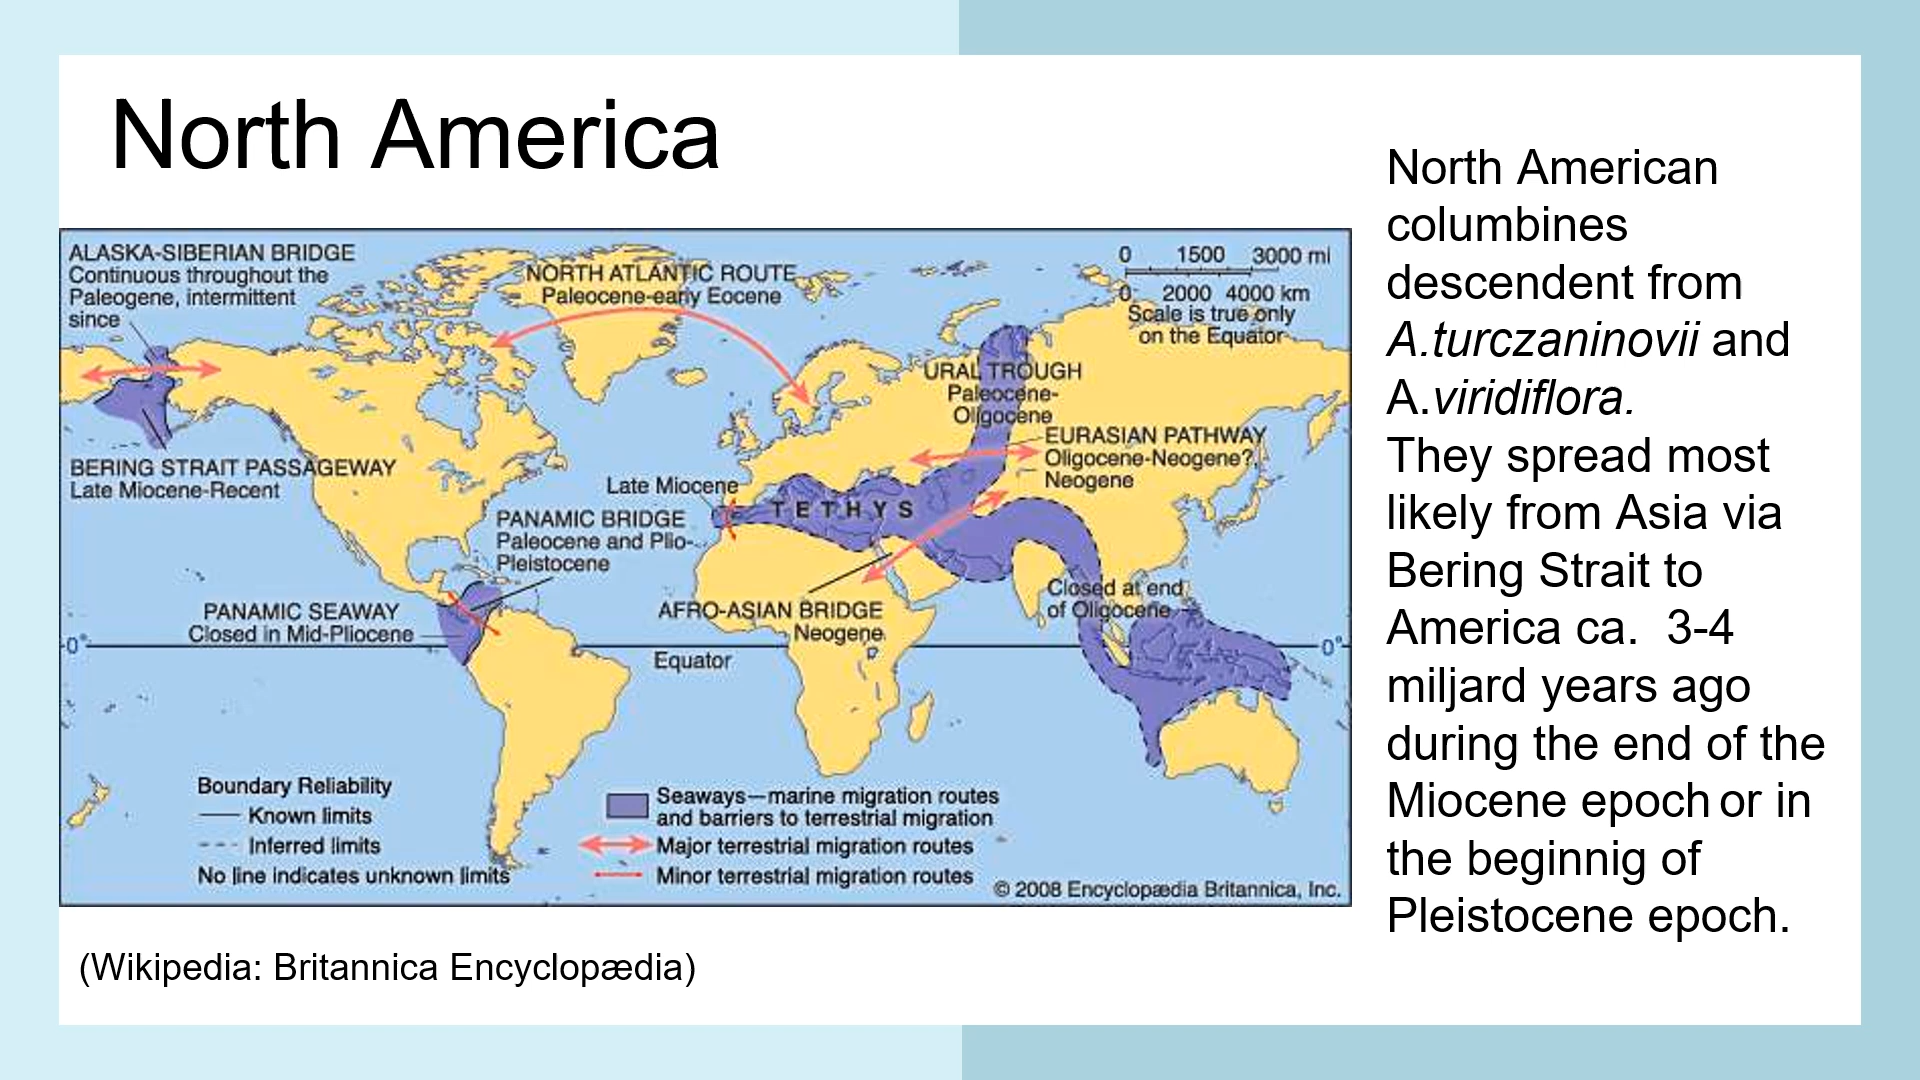 North America
ALASKA-SIBERIAN BRIDGE
Continuous throughout the
Paleogene, intermittent
since
NORTH ATLANTIC ROUTE
Paleocene-early Eocene
0 1500 3000 mi
0 2000 4000 km
Scale is true only
on the Equator
URAL TROUGH
Paleocene-
Oligocene
EURASIAN PATHWAY
Oligocene-Neogene?,
Neogene
BERING STRAIT PASSAGEWAY
Late Miocene-Recent
Late Miocene
TETHYS
PANAMIC BRIDGE
Paleocene and Plio-
Pleistocene
PANAMIC SEAWAY
Closed in Mid-Pliocene
AFRO-ASIAN BRIDGE
Neogene
Closed at end
of Oligocene
0°
Equator
0°
Boundary Reliability
Known limits
Inferred limits
No line indicates unknown limits
Seaways—marine migration routes
and barriers to terrestrial migration
Major terrestrial migration routes
Minor terrestrial migration routes
© 2008 Encyclopædia Britannica, Inc.
(Wikipedia: Britannica Encyclopædia)
North American
columbines
descendent from
A.turczaninovii and
A.viridiflora.
They spread most
likely from Asia via
Bering Strait to
America ca. 3-4
miljard years ago
during the end of the
Miocene epoch or in
the beginnig of
Pleistocene epoch.